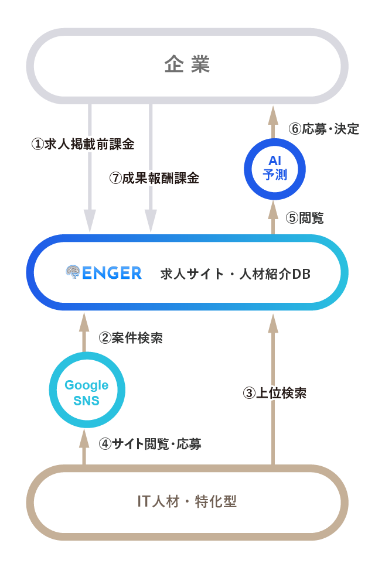 企業
⑥応募・決定
①求人掲載前課金
AI
予測
⑦成果報酬課金
⑤閲覧
ENGER 求人サイト・人材紹介DB
②案件検索
Google
SNS
③上位検索
④サイト閲覧・応募
IT人材・特化型